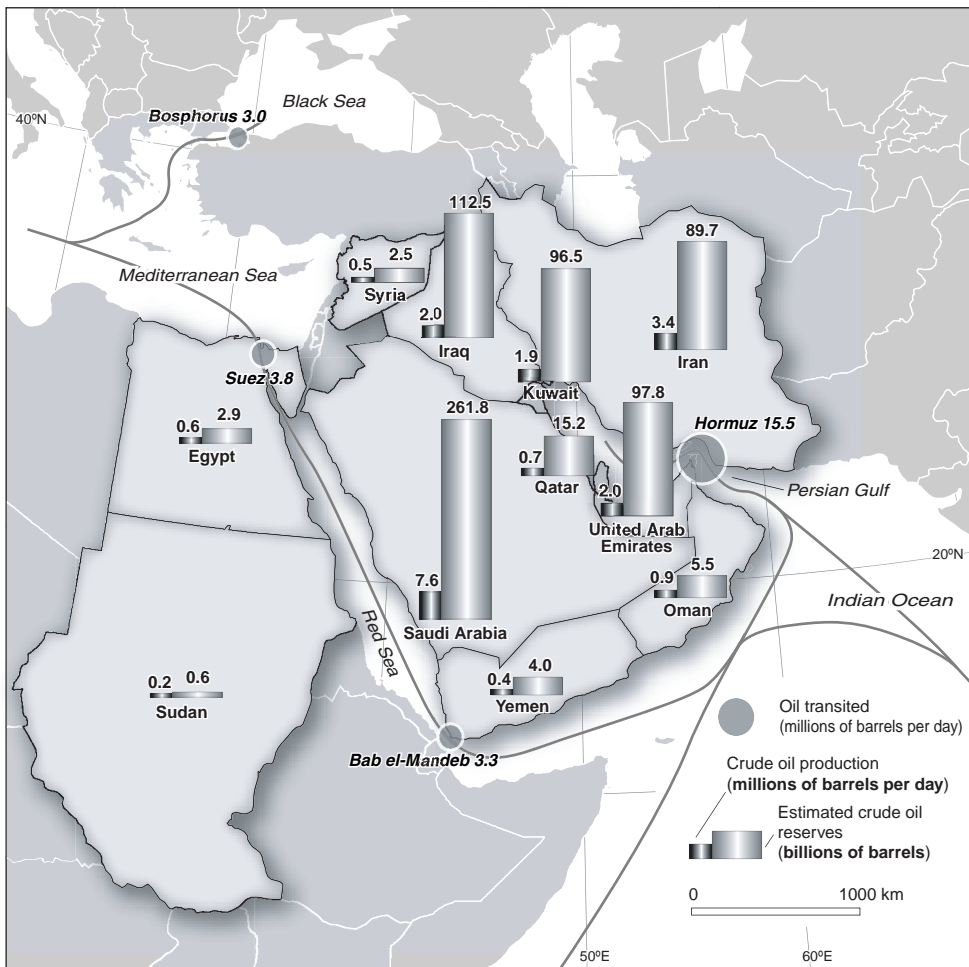 Black Sea
40ºN
Bosphorus 3.0
112.5
89.7
2.5
96.5
0.5
Mediterranean Sea
Syria
2.0
3.4
Iraq
Iran
1.9
Suez 3.8
Kuwait
97.8
261.8
2.9
15.2
Hormuz 15.5
0.6
Egypt
0.7
Qatar
Persian Gulf
2.0
United Arab
Emirates
20ºN
5.5
7.6
0.9
Oman
Indian Ocean
Saudi Arabia
Red Sea
4.0
0.2
0.6
0.4
Sudan
Yemen
Oil transited
(millions of barrels per day)
Bab el-Mandeb 3.3
Crude oil production
(millions of barrels per day)
Estimated crude oil
reserves
(billions of barrels)
0
1000 km
50ºE
60ºE